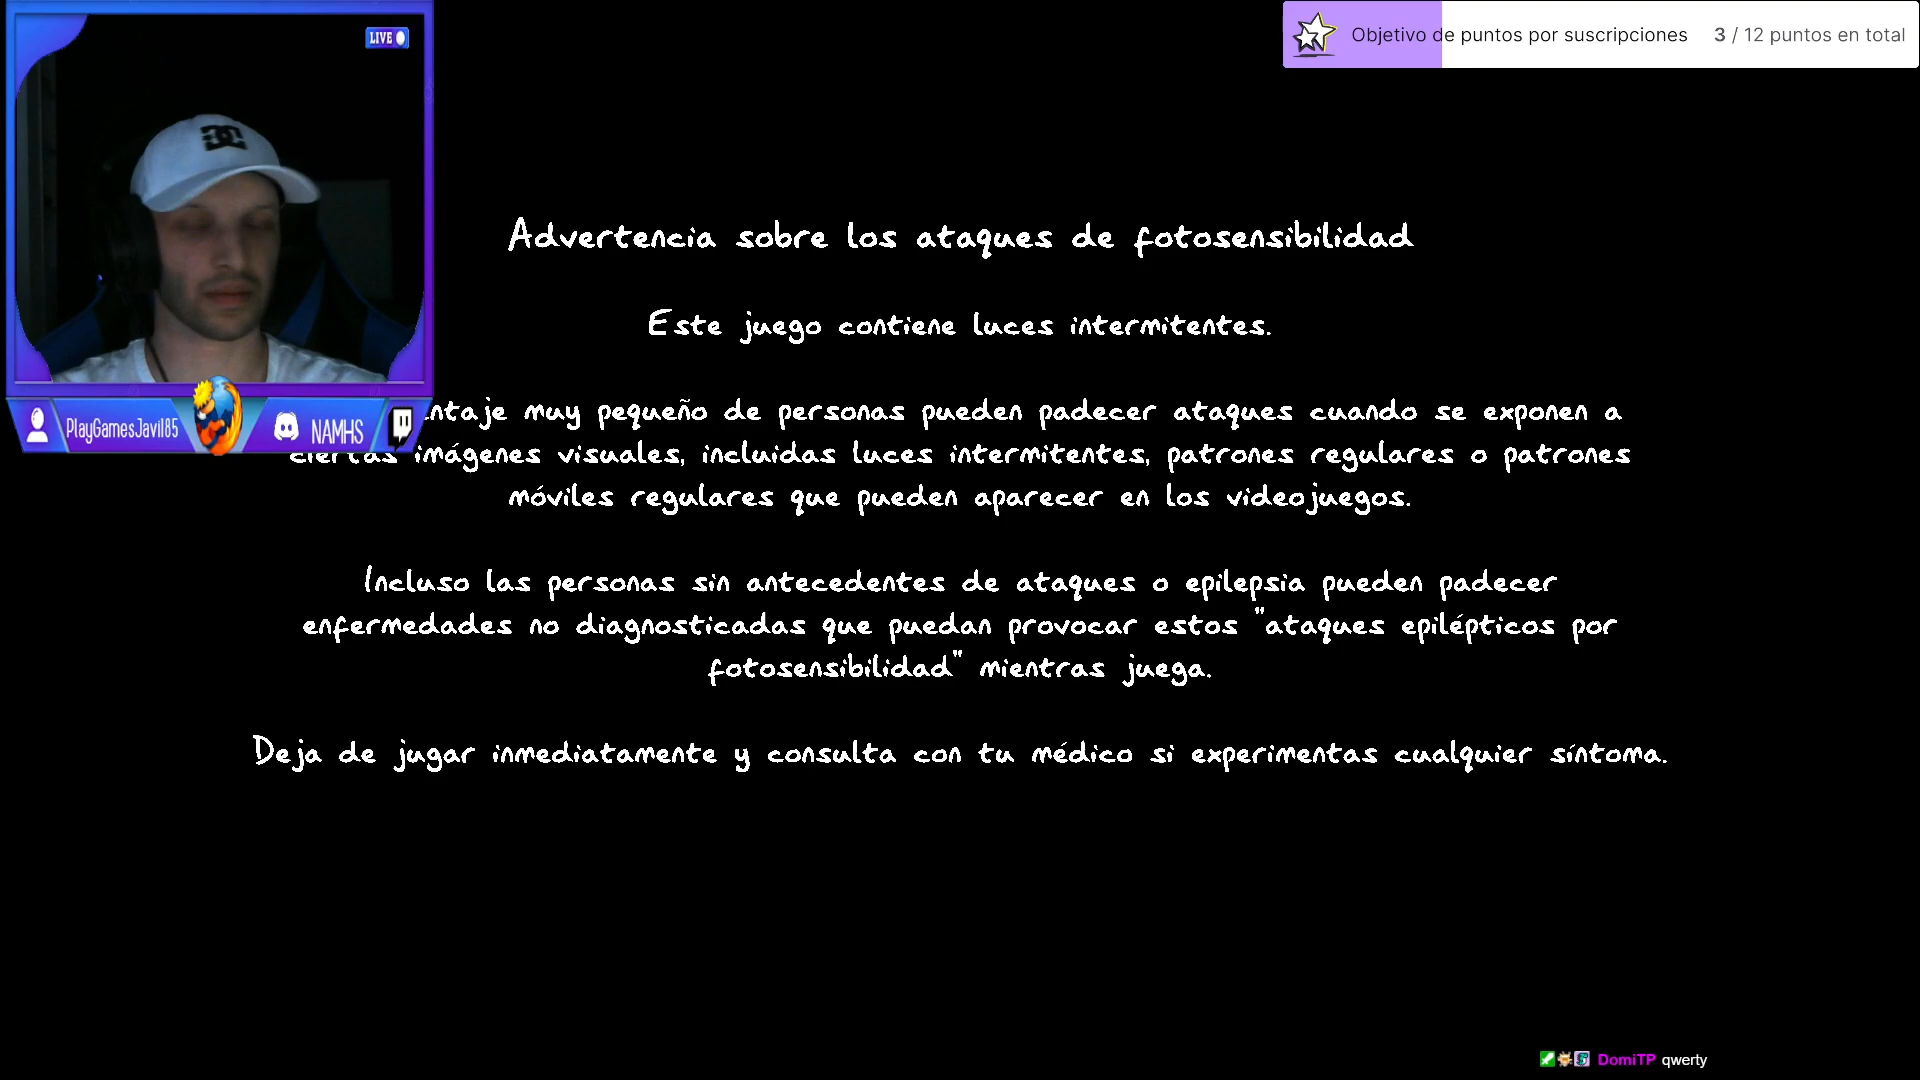 LIVE
Objetivo de puntos por suscripciones 3 / 12 puntos en total
Advertencia sobre los ataques de fotosensibilidad
Este juego contiene luces intermitentes.
muy pequeño de personas pueden padecer ataques cuando se exponen a
ciertas imágenes visuales, incluidas luces intermitentes, patrones regulares o patrones
móviles regulares que pueden aparecer en los videojuegos.
Incluso las personas sin antecedentes de ataques o epilepsia pueden padecer
enfermedades no diagnosticadas que puedan provocar estos "ataques epilépticos por
fotosensibilidad" mientras juega.
Deja de jugar inmediatamente y consulta con tu médico si experimentas cualquier síntoma.
PlayGamesJavi185
NAMHS
DomiTP qwerty